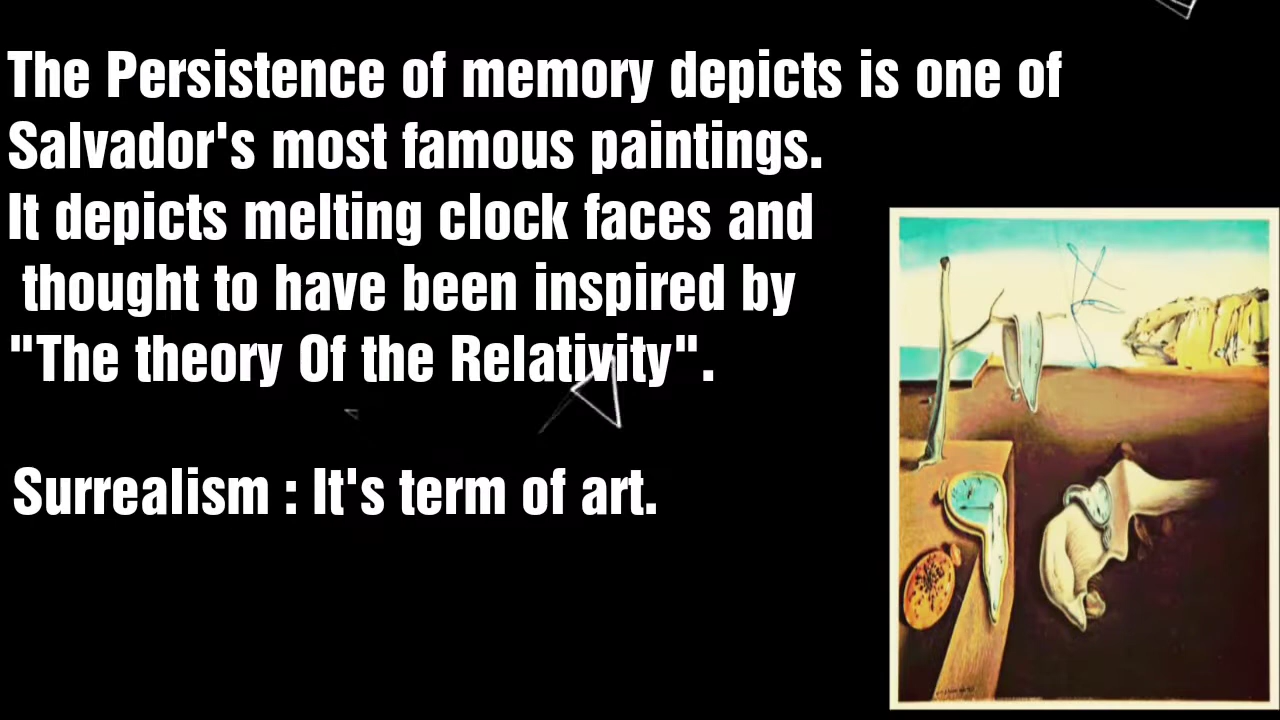 The Persistence of memory depicts is one of
Salvador's most famous paintings.
It depicts melting clock faces and
thought to have been inspired by
"The theory Of the Relativity".
Surrealism : It's term of art.